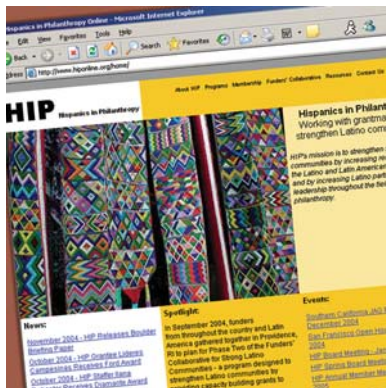 Hispanics in Philanthropy Online - Microsoft Internet Explorer
Edit View Favorites Tools Help
Back
Search Favorites
http://www.hiponline.org/home/
About HIP Programs Membership Funders' Collaborative Resources Contact Us
HIP Hispanics in Philanthropy
Hispanics in Philant
Working with grantma
strengthen Latino comm
HIP's mission is to strengthen
communities by increasing
the Latino and Latin American
and by increasing Latino part
leadership throughout the fie
philanthropy.
News:
November 2004 - HIP Releases Boulder
Briefing Paper
October 2004 - HIP Grantee Líderes
Campesinas Receives Ford Award
October 2004 - HIP Staffer
Receives Diamante Award
Spotlight:
In September 2004, funders
from throughout the country and Latin
America gathered together in Providence,
RI to plan for Phase Two of the Funders'
Collaborative for Strong Latino
Communities - a program designed to
strengthen Latino communities by
capacity building grants to
Events:
Southern California JAG
December 2004
San Francisco Open
2004
HIP Board Meeting - Jan
HIP Spring Board Meeti
HIP Annual Member